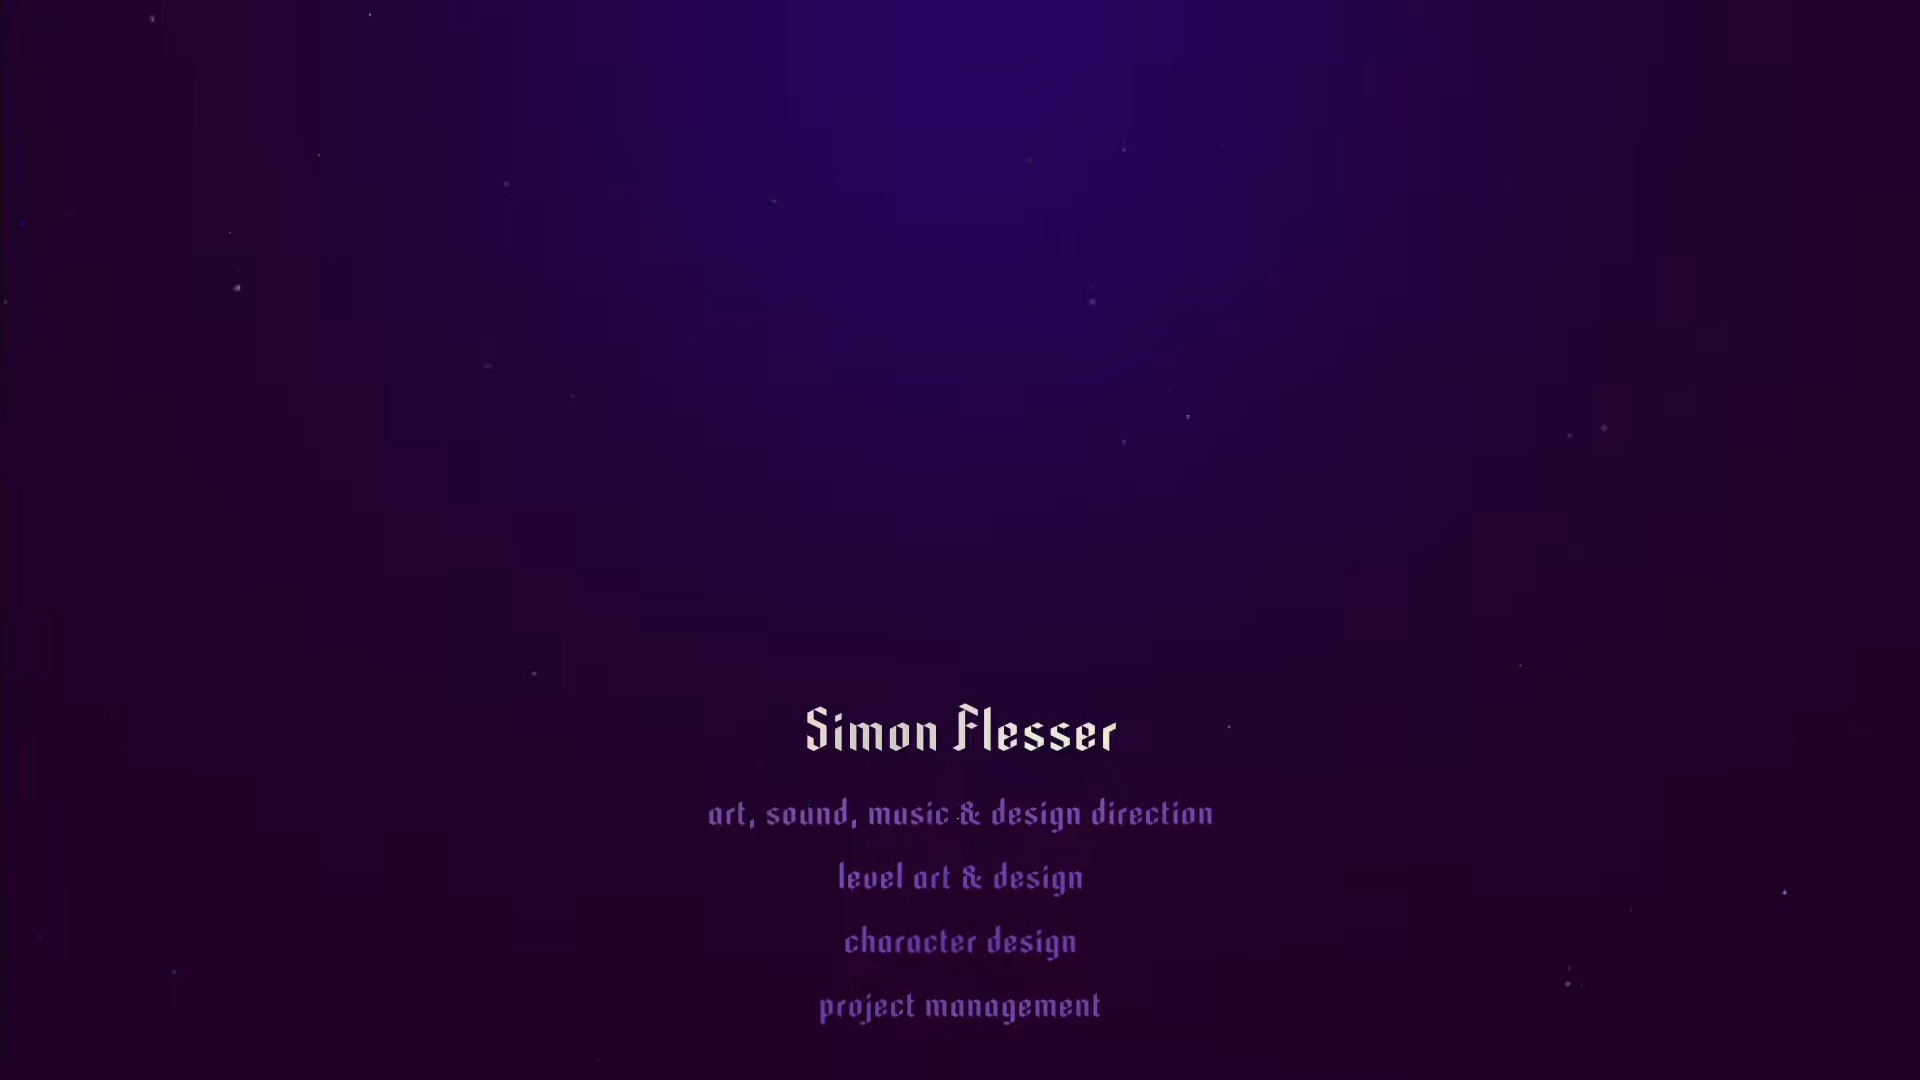 Simon Flesser
art, sound, music & design direction
level art & design
character design
project management